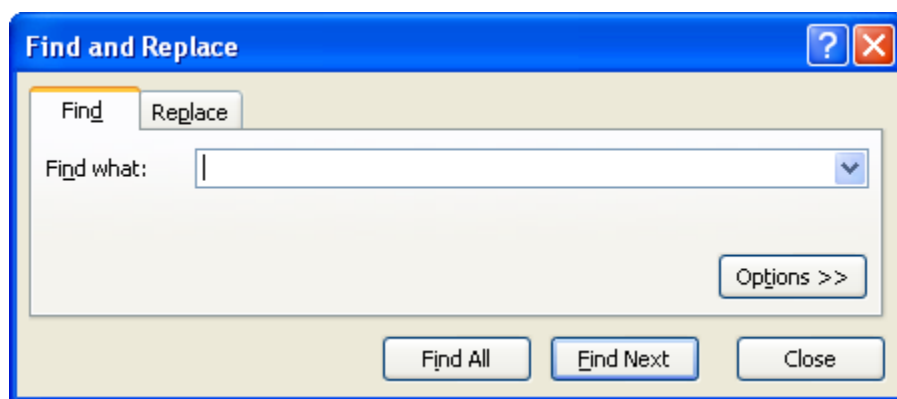 Find and Replace
Find Replace
Find what:
Options >>
Find All Find Next Close